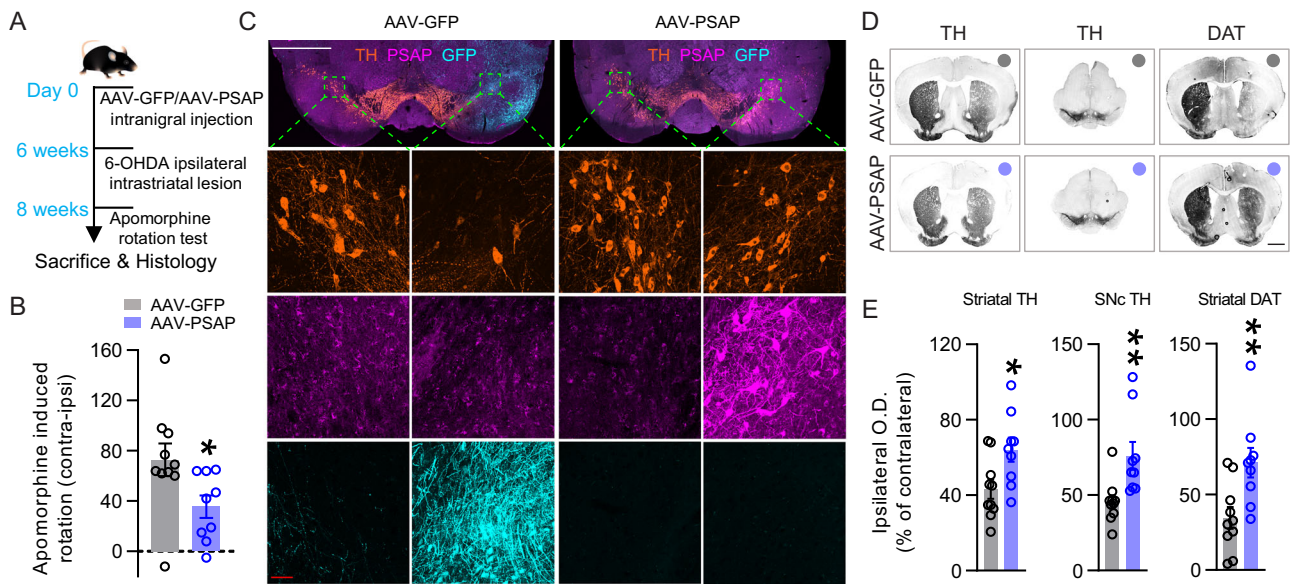 A
Day 0
AAV-GFP/AAV-PSAP
intranigral injection
6 weeks
6-OHDA ipsilateral
intrastriatal lesion
8 weeks
Apomorphine
rotation test
Sacrifice & Histology
B
AAV-GFP
AAV-PSAP
Apomorphine induced
rotation (contra-ipsi)
160
120
80
40
0
*
C
AAV-GFP
AAV-PSAP
TH PSAP GFP
TH PSAP GFP
D
TH
TH
DAT
AAV-GFP
AAV-PSAP
E
Ipsilateral O.D.
(% of contralateral)
Striatal TH
120
80
40
0
*
SNc TH
150
100
50
0
**
Striatal DAT
150
100
50
0
**